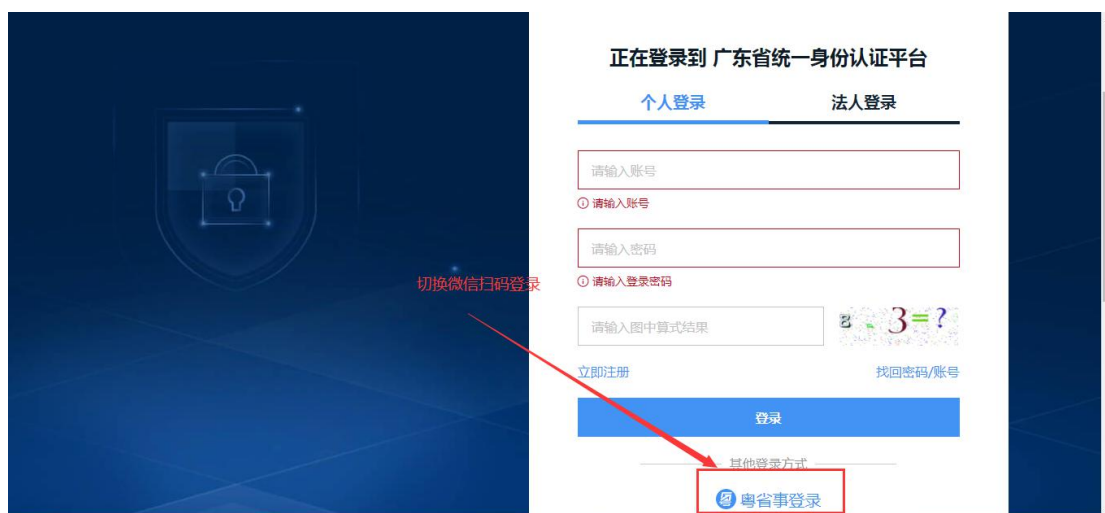 正在登录到 广东省统一身份认证平台
个人登录
法人登录
请输入账号
请输入账号
请输入密码
请输入登录密码
切换微信扫码登录
请输入图中算式结果
3=?
立即注册
找回密码/账号
登录
其他登录方式
粤省事登录